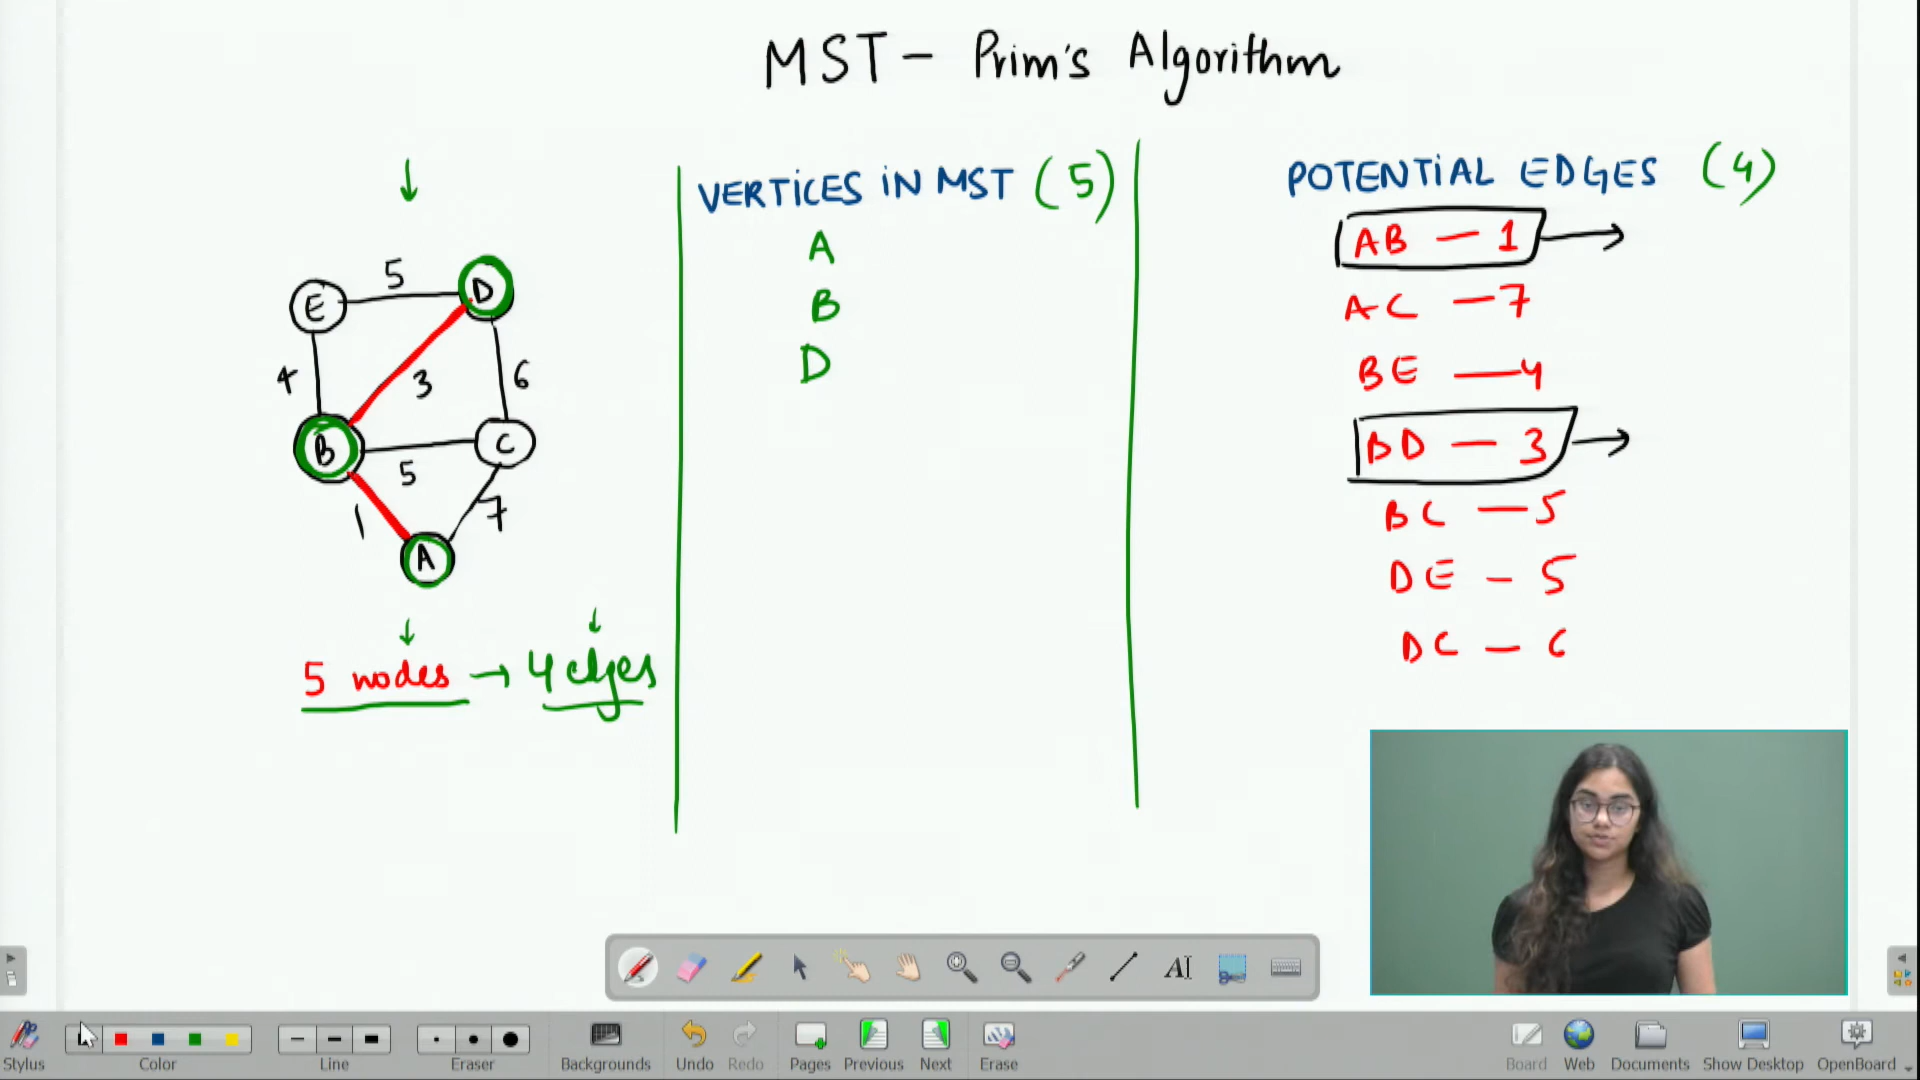 MST - Prim's Algorithm
VERTICES IN MST (5)
A
B
D
POTENTIAL EDGES (4)
AB — 1
AC — 7
BE — 4
BD — 3
BC — 5
DE - 5
DC - 6
E
5
D
4
3
6
B
5
C
1
7
A
5 nodes → 4 edges
AI
Stylus
Color
Line
Eraser
Backgrounds
Undo
Redo
Pages
Previous
Next
Erase
Board
Web
Documents
Show Desktop
OpenBoard